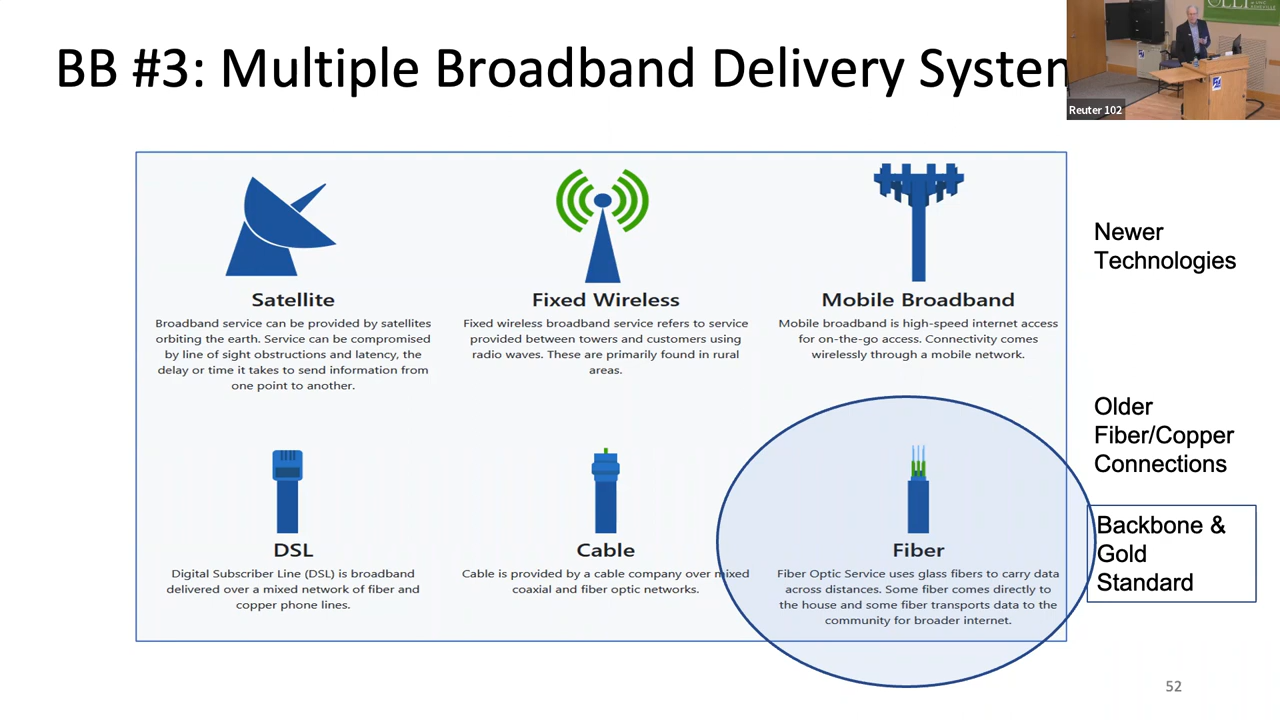 BB #3: Multiple Broadband Delivery System
OLLI
Reuter 102
Satellite
Broadband service can be provided by satellites
orbiting the earth. Service can be compromised
by line of sight obstructions and latency, the
delay or time it takes to send information from
one point to another.
Fixed Wireless
Fixed wireless broadband service refers to service
provided between towers and customers using
radio waves. These are primarily found in rural
areas.
Mobile Broadband
Mobile broadband is high-speed internet access
for on-the-go access. Connectivity comes
wirelessly through a mobile network.
Newer
Technologies
DSL
Digital Subscriber Line (DSL) is broadband
delivered over a mixed network of fiber and
copper phone lines.
Cable
Cable is provided by a cable company over mixed
coaxial and fiber optic networks.
Fiber
Fiber Optic Service uses glass fibers to carry data
across distances. Some fiber comes directly to
the house and some fiber transports data to the
community for broader internet.
Older
Fiber/Copper
Connections
Backbone &
Gold
Standard
52